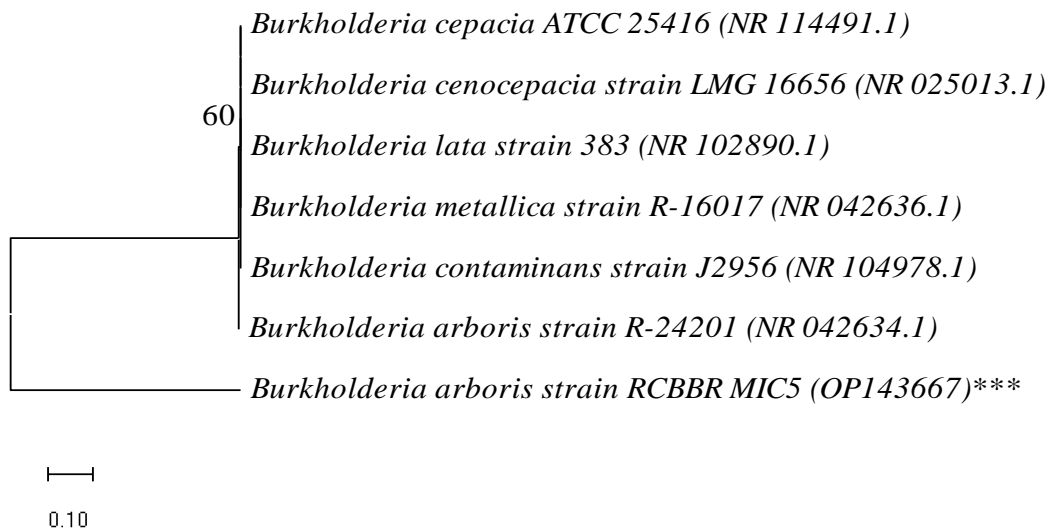 Burkholderia cepacia ATCC 25416 (NR 114491.1)
Burkholderia cenocepacia strain LMG 16656 (NR 025013.1)
60
Burkholderia lata strain 383 (NR 102890.1)
Burkholderia metallica strain R-16017 (NR 042636.1)
Burkholderia contaminans strain J2956 (NR 104978.1)
Burkholderia arboris strain R-24201 (NR 042634.1)
Burkholderia arboris strain RCBBR MIC5 (OP143667)***
0.10